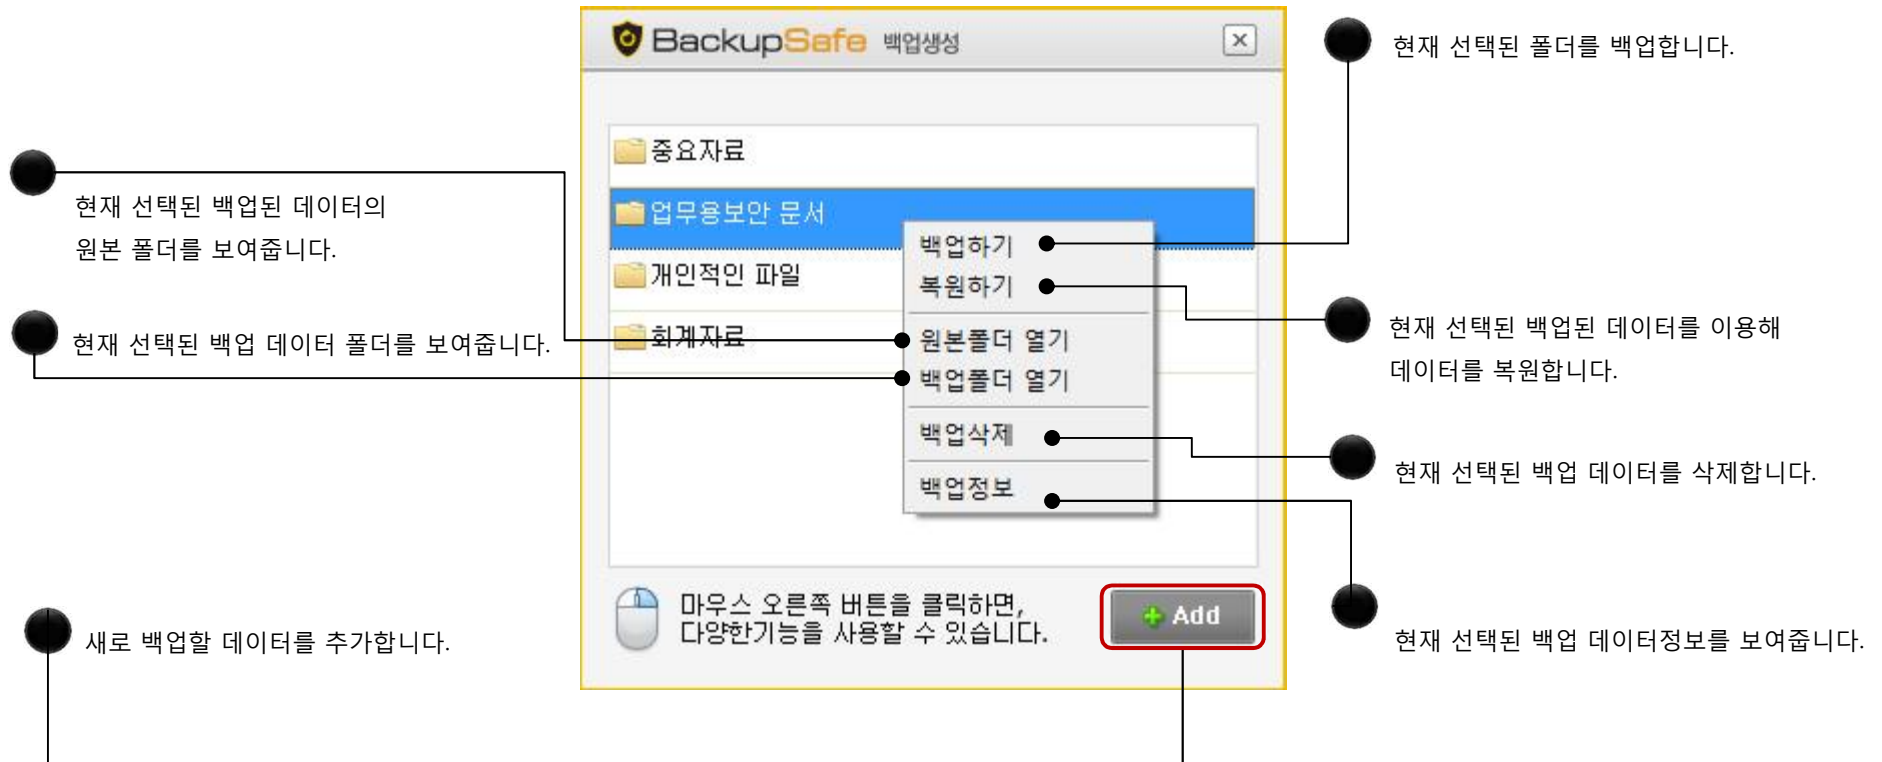 BackupSafe 백업생성
현재 선택된 폴더를 백업합니다.
중요자료
현재 선택된 백업된 데이터의
원본 폴더를 보여줍니다.
업무용보안 문서
백업하기
복원하기
개인적인 파일
현재 선택된 백업된 데이터를 이용해
데이터를 복원합니다.
회계자료
원본폴더 열기
현재 선택된 백업 데이터 폴더를 보여줍니다.
백업폴더 열기
백업삭제
현재 선택된 백업 데이터를 삭제합니다.
백업정보
마우스 오른쪽 버튼을 클릭하면,
다양한기능을 사용할 수 있습니다.
Add
새로 백업할 데이터를 추가합니다.
현재 선택된 백업 데이터정보를 보여줍니다.